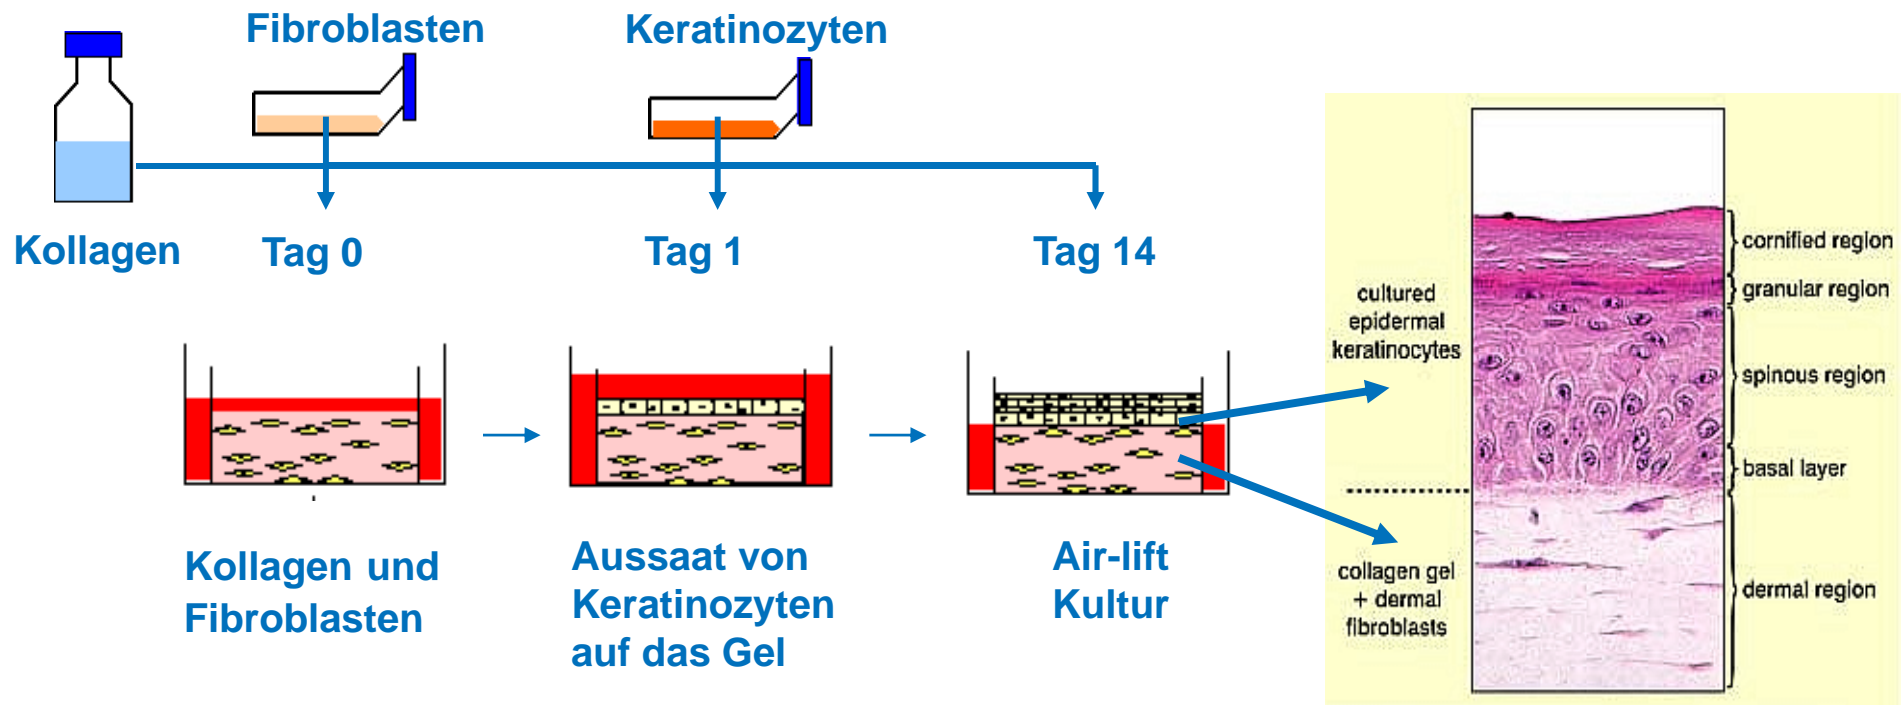 Fibroblasten
Keratinozyten
Kollagen
Tag 0
Tag 1
Tag 14
Kollagen und
Fibroblasten
Aussaat von
Keratinozyten
auf das Gel
Air-lift
Kultur
cultured
epidermal
keratinocytes
collagen gel
+ dermal
fibroblasts
cornified region
granular region
spinous region
basal layer
dermal region